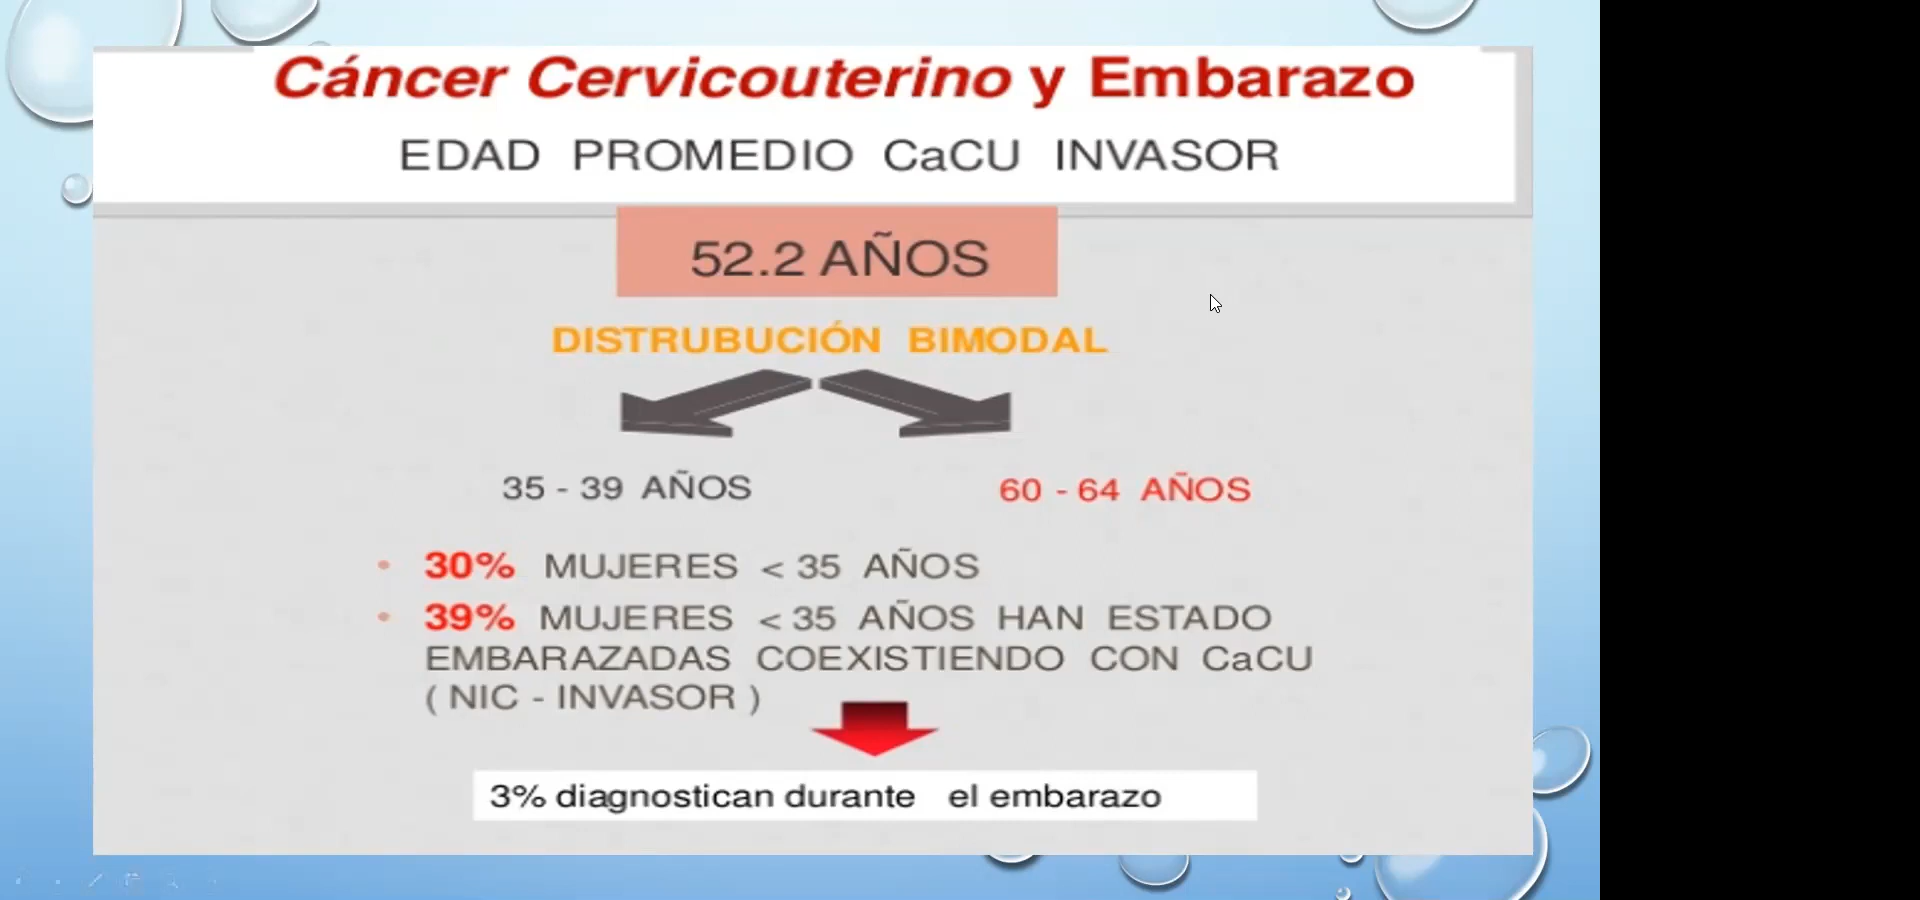 Cáncer Cervicouterino y Embarazo
EDAD PROMEDIO CaCU INVASOR
52.2 AÑOS
DISTRUBUCIÓN BIMODAL
35 - 39 AÑOS
60 - 64 AÑOS
• 30% MUJERES < 35 AÑOS
• 39% MUJERES < 35 AÑOS HAN ESTADO
EMBARAZADAS COEXISTIENDO CON CaCU
( NIC - INVASOR )
3% diagnostican durante el embarazo